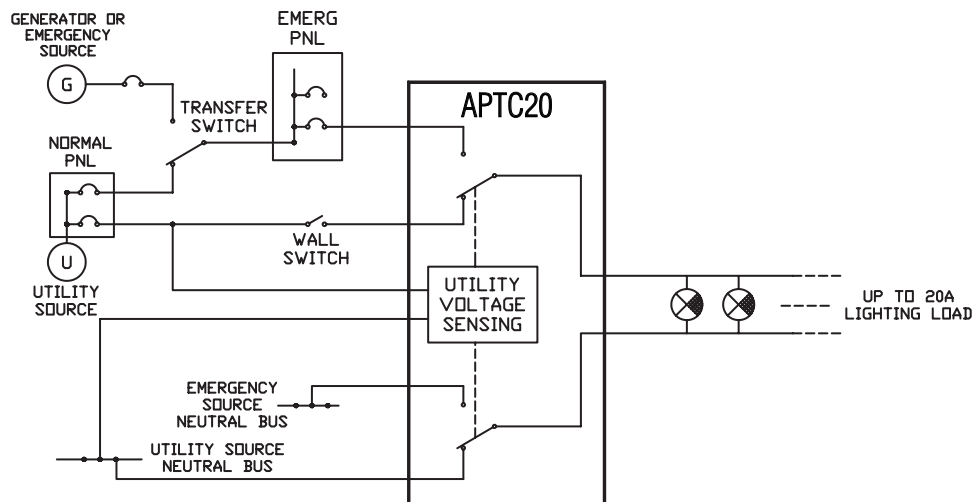 GENERATOR OR
EMERGENCY
SOURCE
G
EMERG
PNL
TRANSFER
SWITCH
APTC20
NORMAL
PNL
U
UTILITY
SOURCE
WALL
SWITCH
UTILITY
VOLTAGE
SENSING
UP TO 20A
LIGHTING LOAD
EMERGENCY
SOURCE
NEUTRAL BUS
UTILITY SOURCE
NEUTRAL BUS